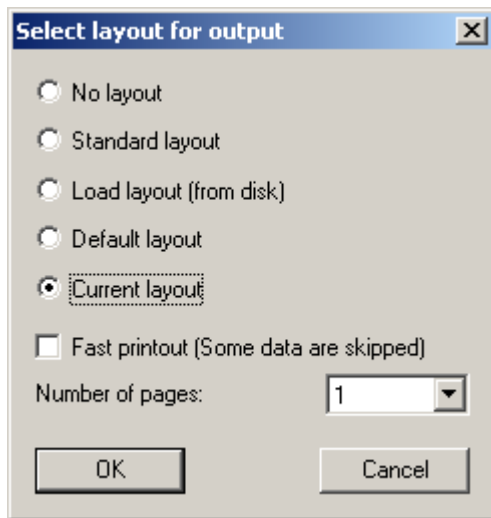 Select layout for output
No layout
Standard layout
Load layout (from disk)
Default layout
Current layout
Fast printout (Some data are skipped)
Number of pages: 1
OK Cancel